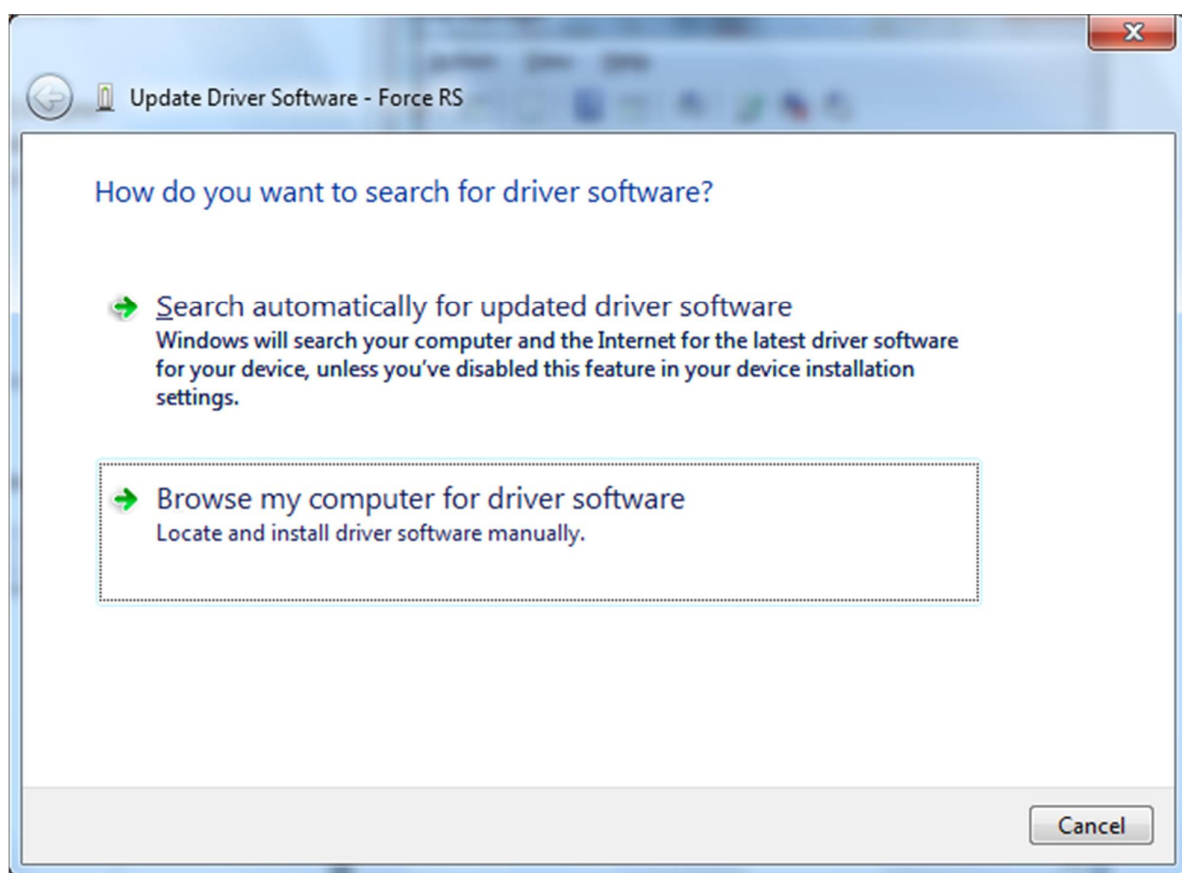 Update Driver Software - Force RS
How do you want to search for driver software?
Search automatically for updated driver software
Windows will search your computer and the Internet for the latest driver software
for your device, unless you've disabled this feature in your device installation
settings.
Browse my computer for driver software
Locate and install driver software manually.
Cancel